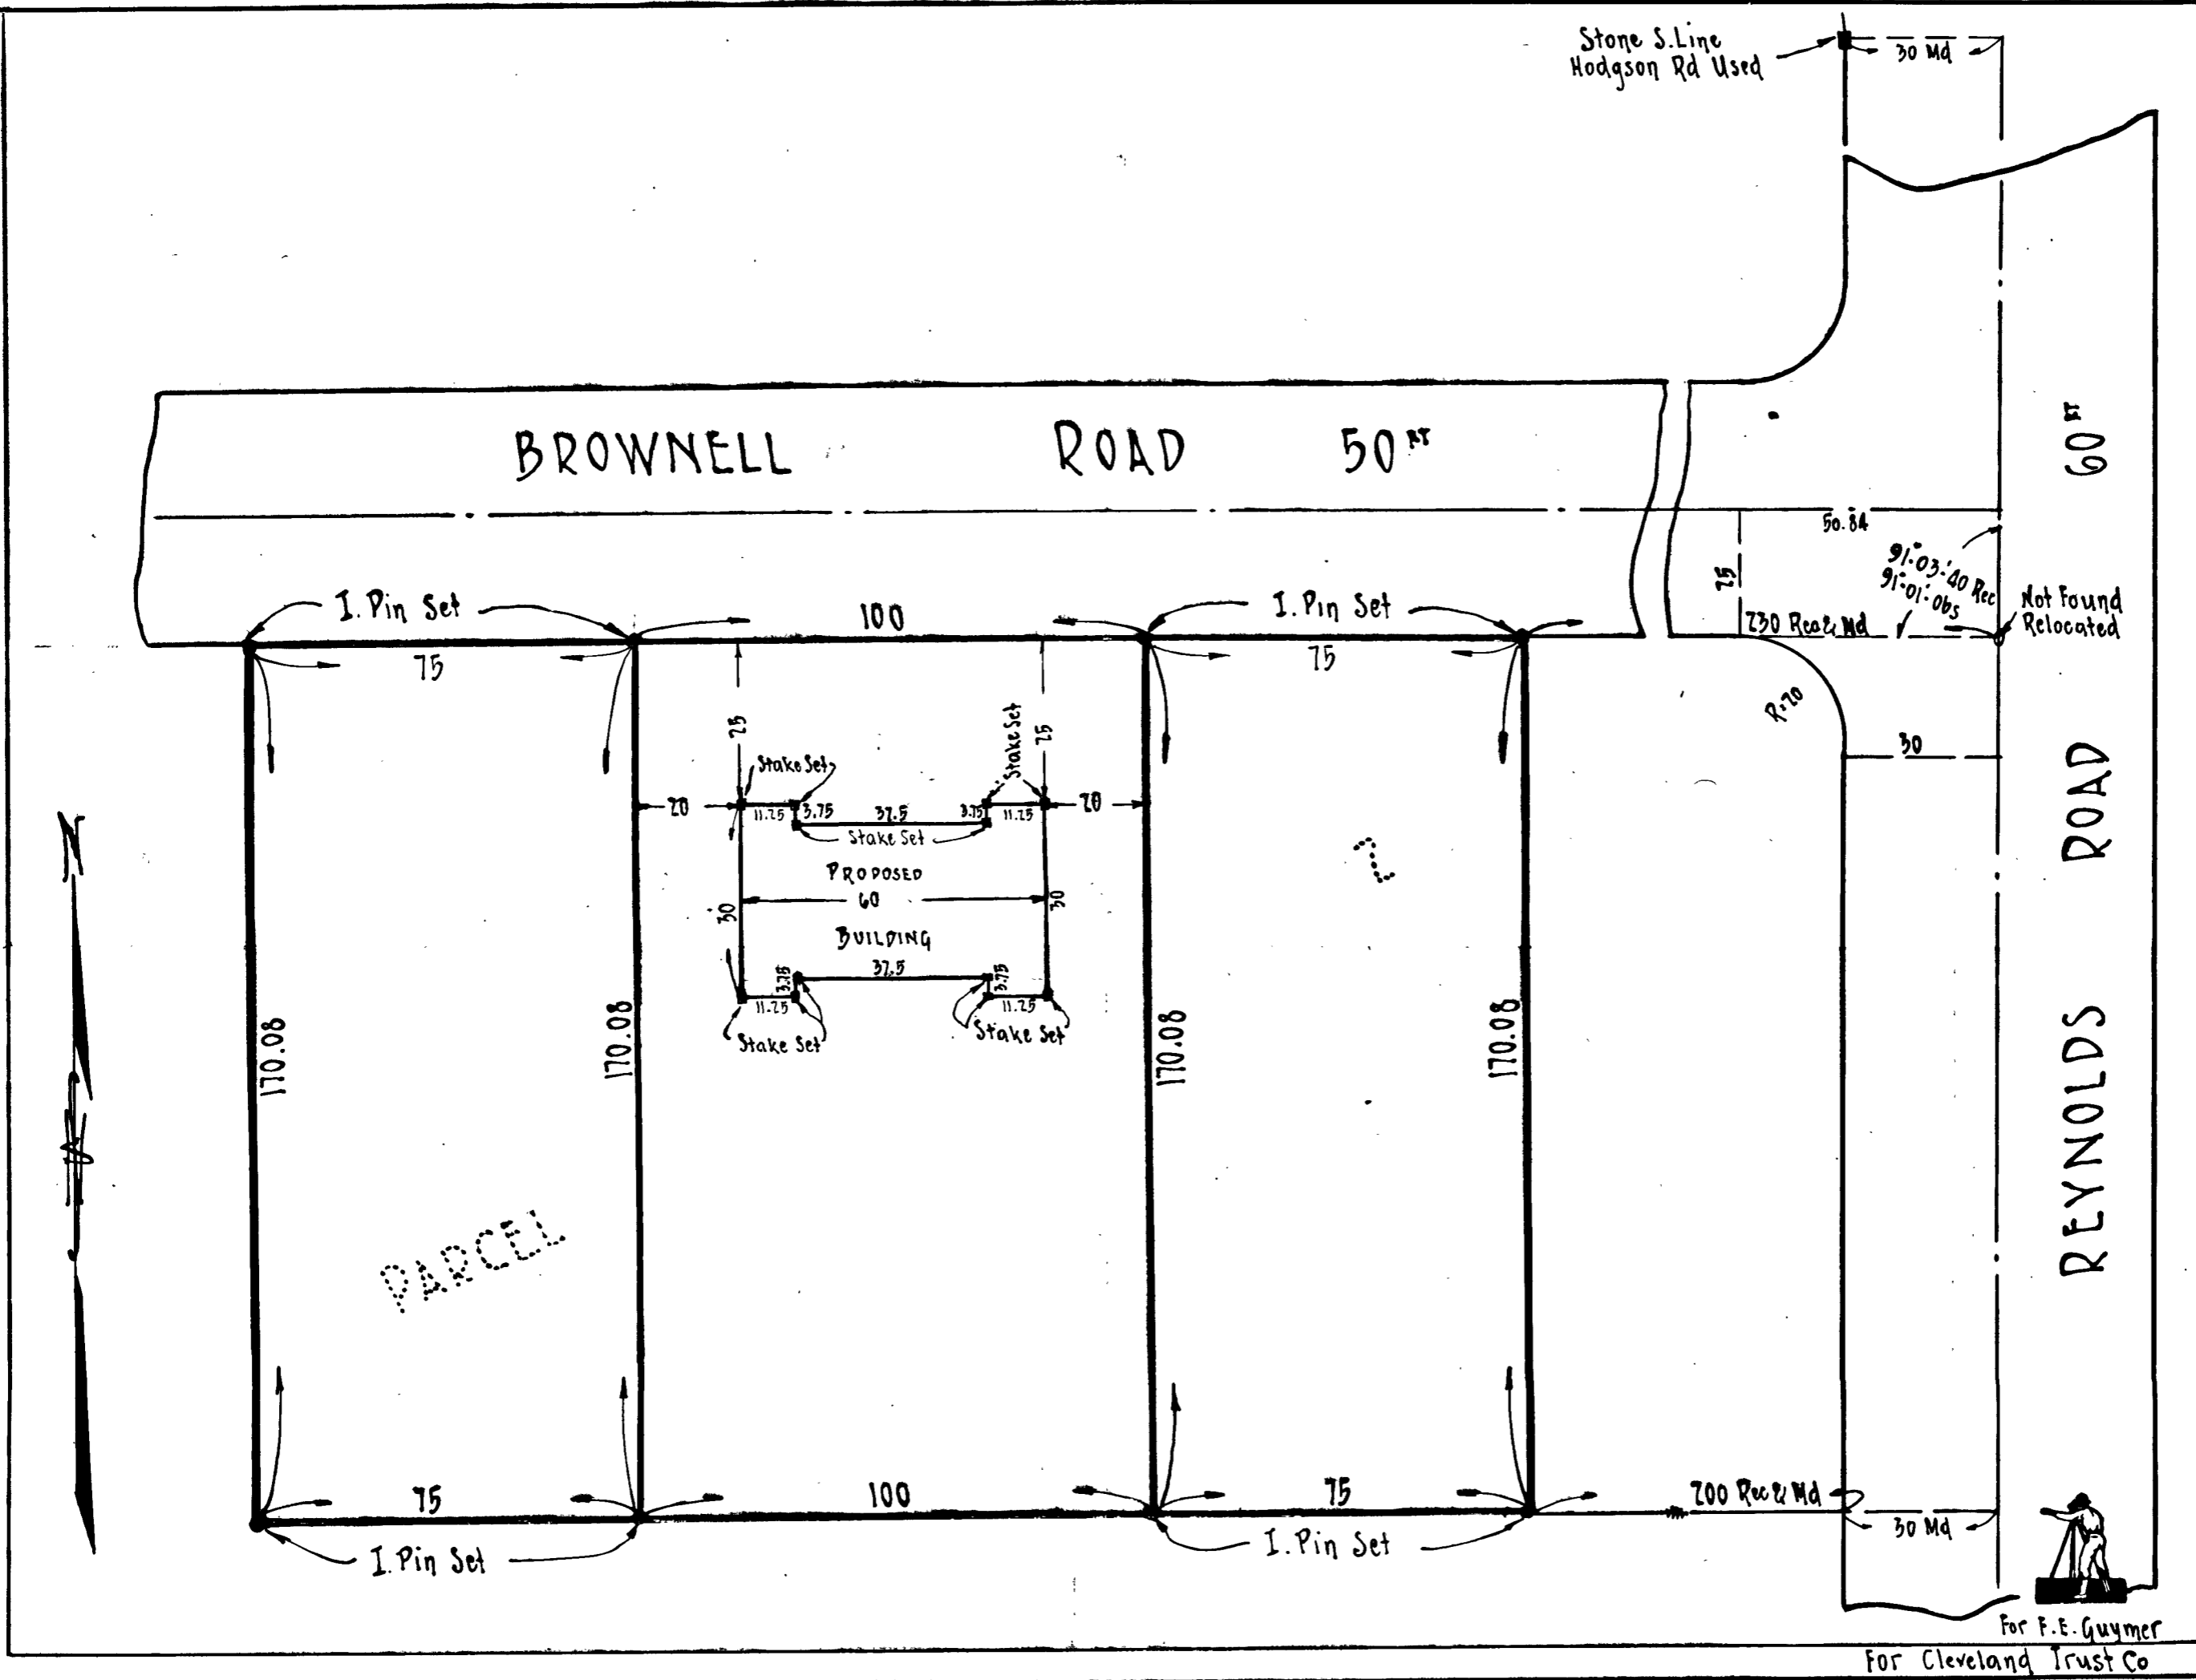 Stone S.Line
Hodgson Rd Used
30 Md
BROWNELL ROAD 50FT
60FT
50.84
25
91°-03'-40 Rec
91°-01'-Obs
230 Rec & Md
Not Found
Relocated
I. Pin Set
100
I. Pin Set
75
75
R=20
30
25
Stake Set
25
Stake Set
20
11.25
3.75
37.5
3.75
11.25
20
Stake Set
PROPOSED
60
30
30
BUILDING
37.5
3.75
3.75
11.25
11.25
Stake Set
Stake Set
2
ROAD
REYNOLDS
170.08
170.08
170.08
170.08
N
PARCEL
75
100
75
200 Rec & Md
30 Md
I. Pin Set
I. Pin Set
For F.E. Guymer
For Cleveland Trust Co